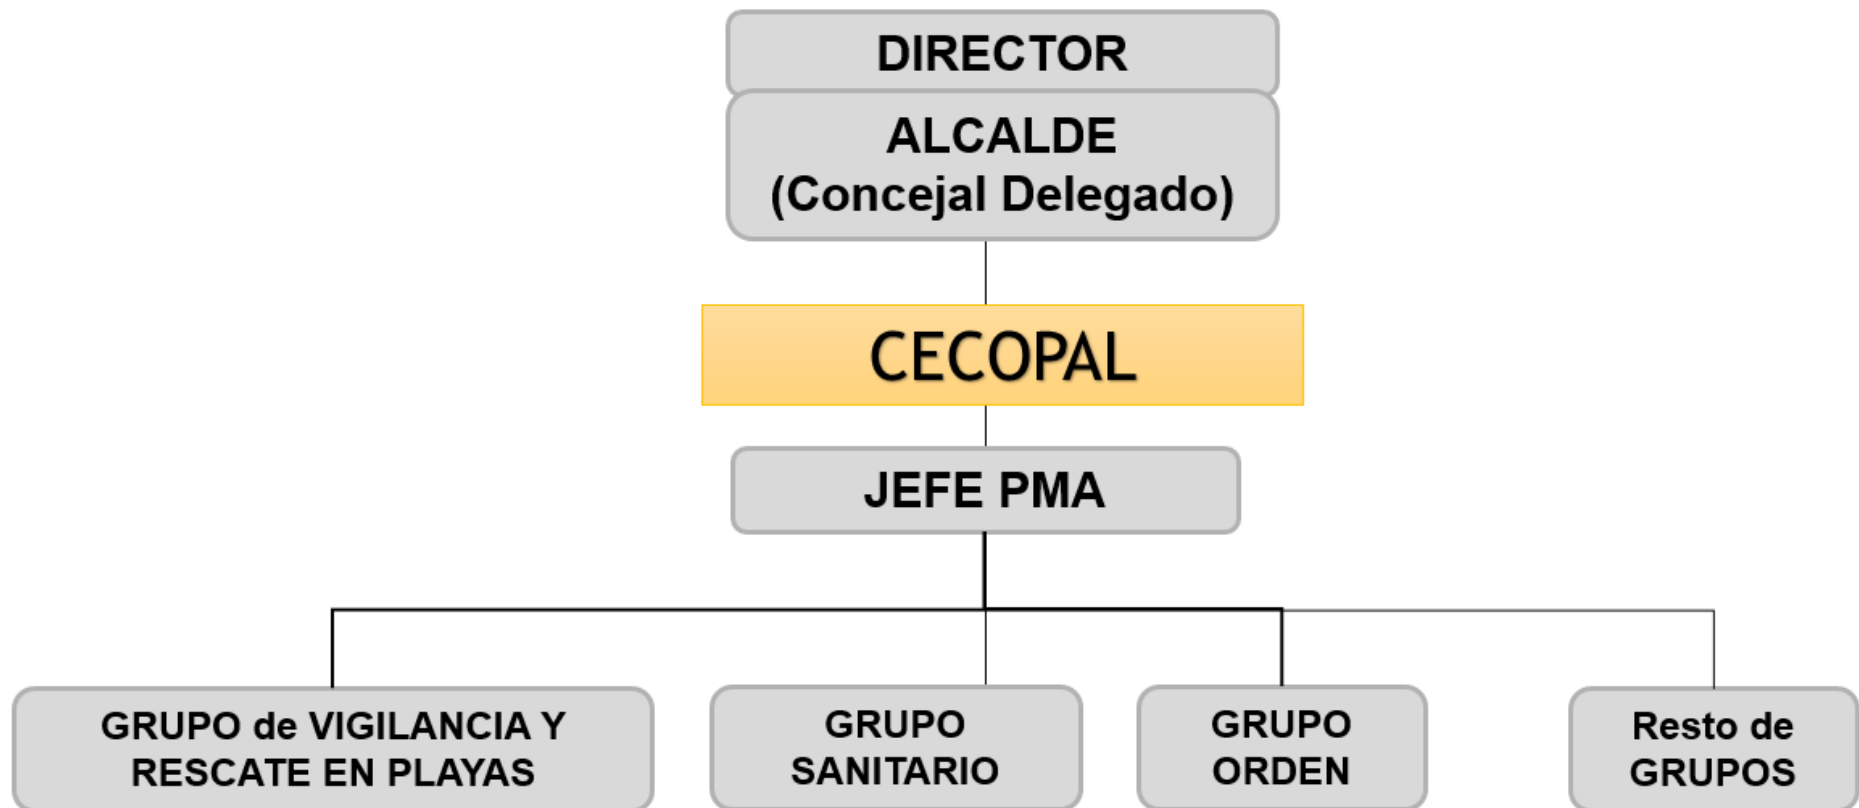 DIRECTOR
ALCALDE
(Concejal Delegado)
CECOPAL
JEFE PMA
GRUPO de VIGILANCIA Y
RESCATE EN PLAYAS
GRUPO
SANITARIO
GRUPO
ORDEN
Resto de
GRUPOS